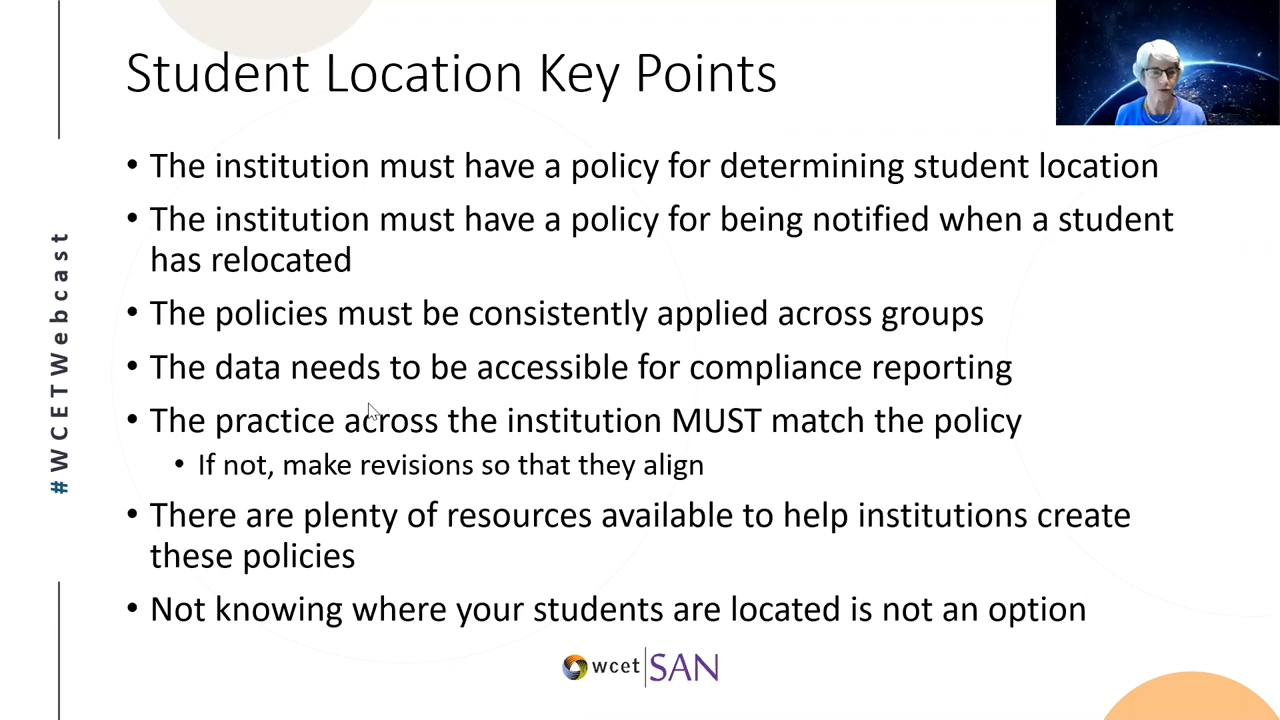 Student Location Key Points
• The institution must have a policy for determining student location
• The institution must have a policy for being notified when a student
has relocated
• The policies must be consistently applied across groups
• The data needs to be accessible for compliance reporting
• The practice across the institution MUST match the policy
• If not, make revisions so that they align
• There are plenty of resources available to help institutions create
these policies
• Not knowing where your students are located is not an option
#WCETWebcast
wcet|SAN